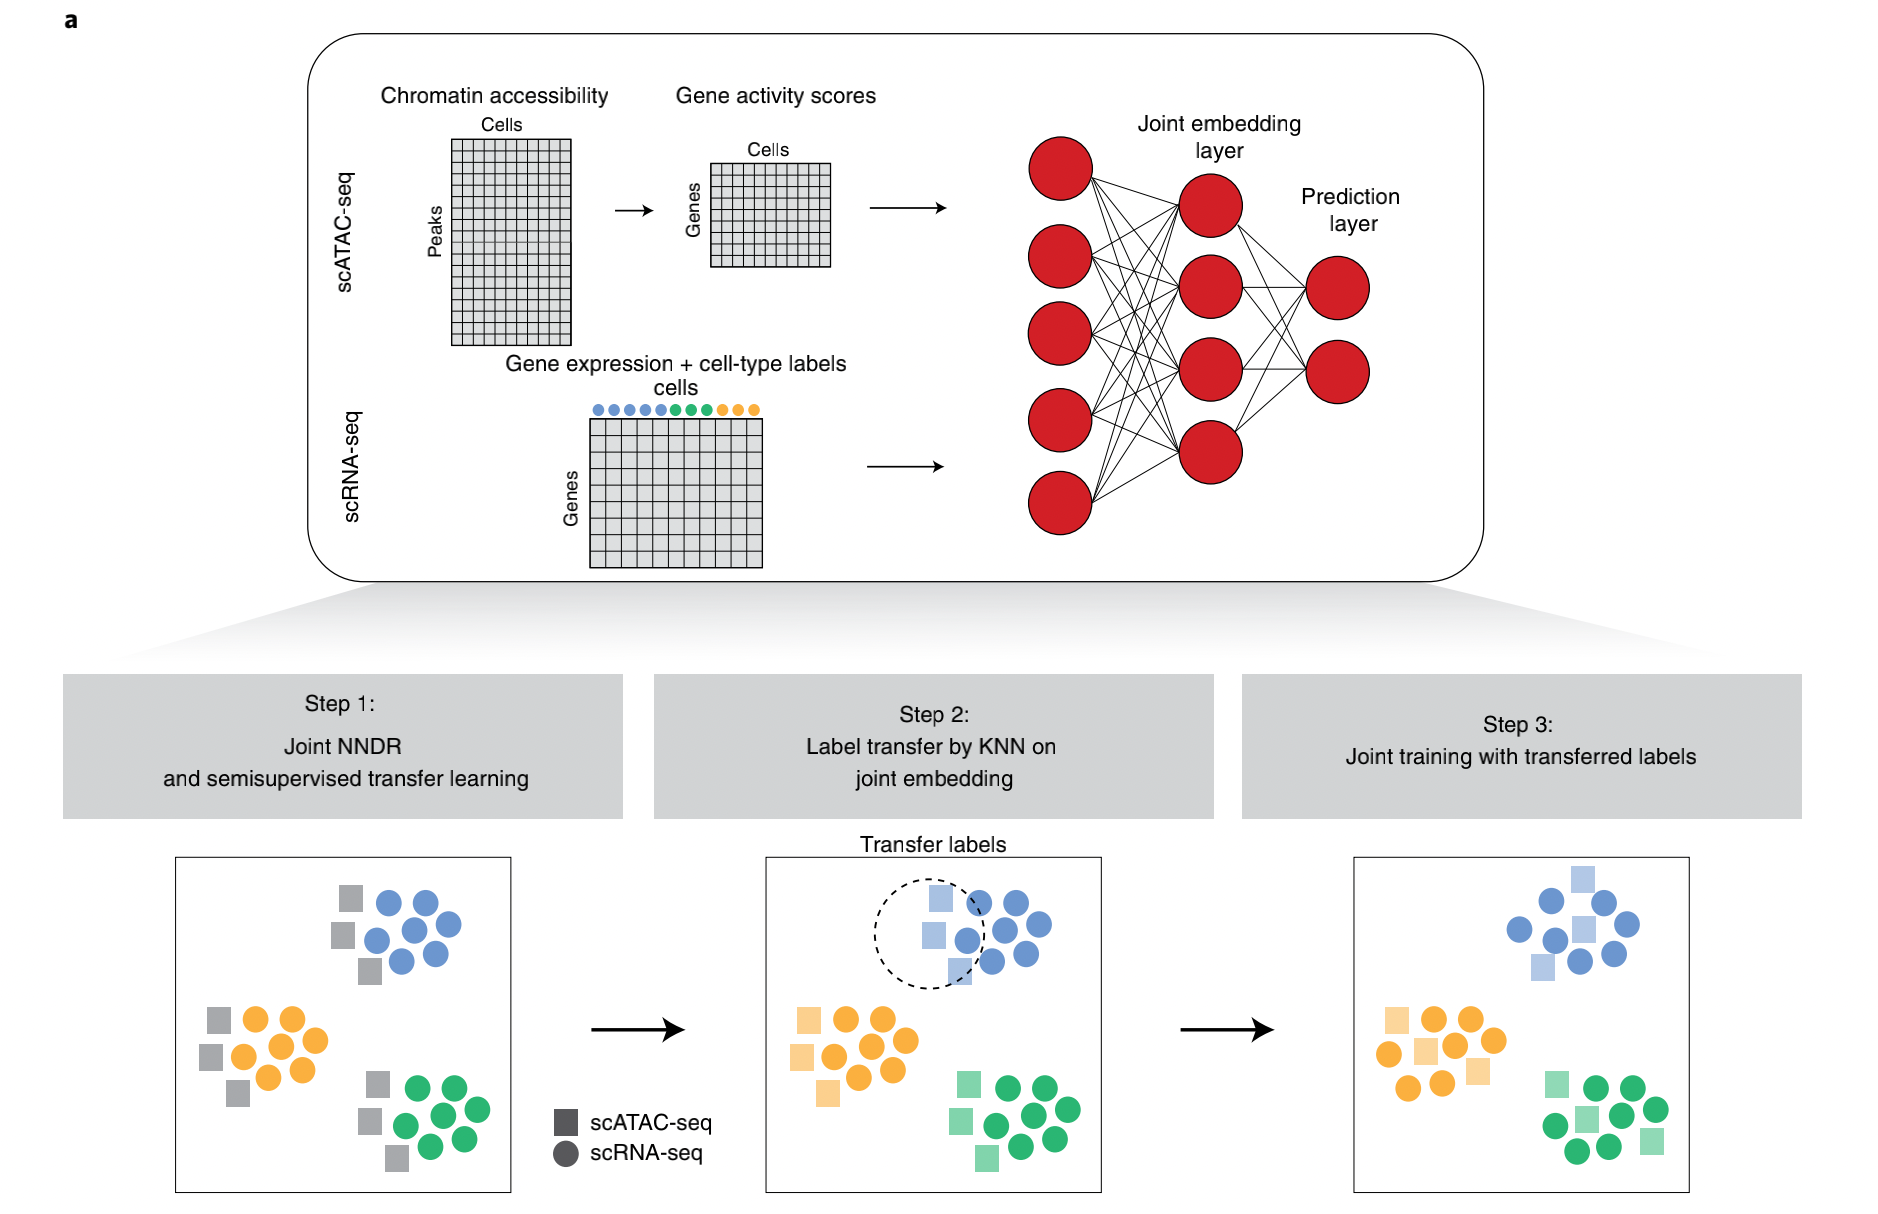 a
Chromatin accessibility
Cells
Peaks
scATAC-seq
Gene activity scores
Cells
Genes
Joint embedding
layer
Prediction
layer
Gene expression + cell-type labels
cells
Genes
scRNA-seq
Step 1:
Joint NNDR
and semisupervised transfer learning
Step 2:
Label transfer by KNN on
joint embedding
Step 3:
Joint training with transferred labels
Transfer labels
scATAC-seq
scRNA-seq